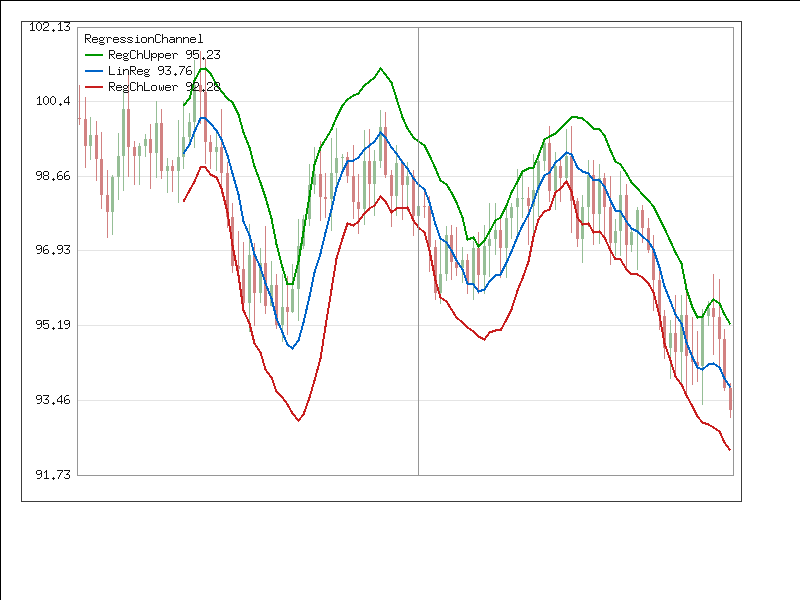 102.13
RegressionChannel
RegChUpper 95.23
LinReg 93.76
RegChLower 92.28
100.4
98.66
96.93
95.19
93.46
91.73